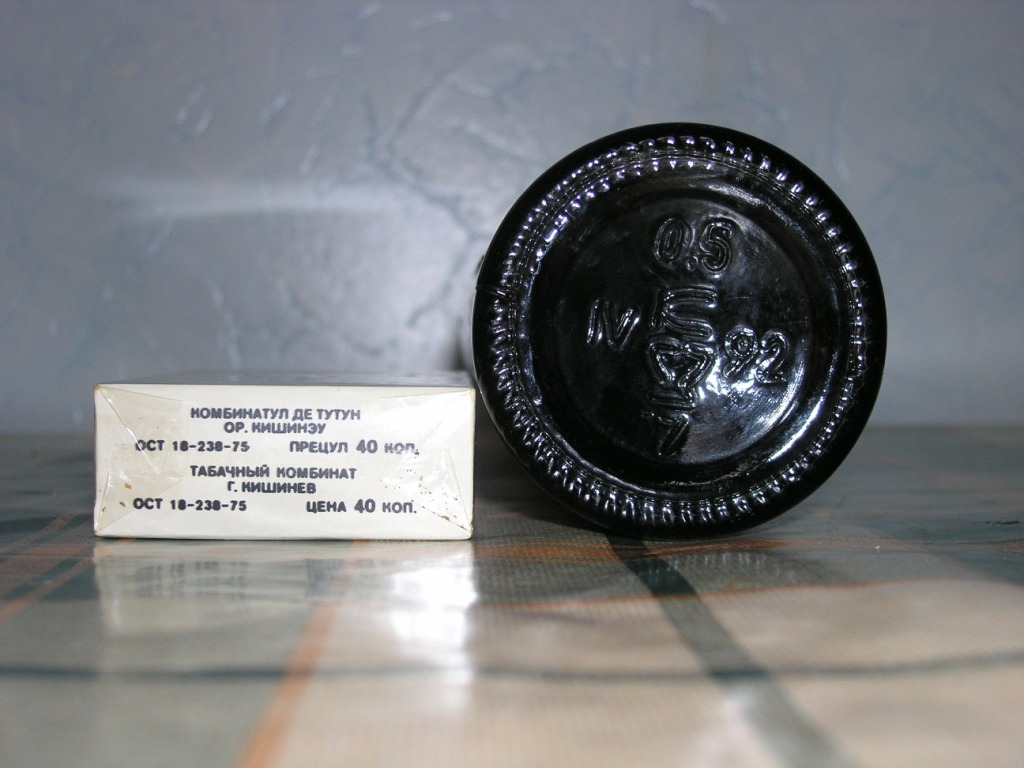 КОМБИНАТУЛ ДЕ ТУТУН
ОР. КИШИНЭУ
ОСТ 18-238-75 ПРЕЦУЛ 40 КОП.
ТАБАЧНЫЙ КОМБИНАТ
Г. КИШИНЕВ
ОСТ 18-238-75 ЦЕНА 40 КОП.
0.5
IV 92